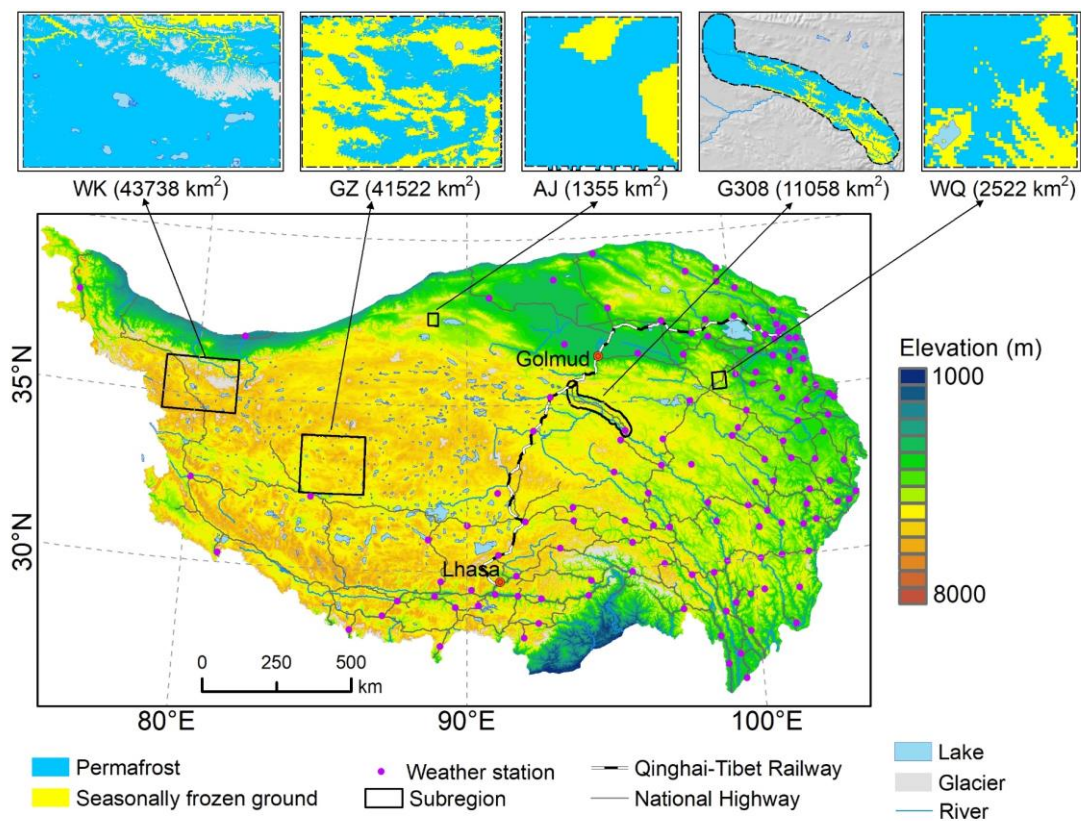 WK (43738 km²)
GZ (41522 km²)
AJ (1355 km²)
G308 (11058 km²)
WQ (2522 km²)
35°N
30°N
Golmud
Lhasa
Elevation (m)
1000
8000
0 250 500
km
80°E
90°E
100°E
Permafrost
Seasonally frozen ground
Weather station
Subregion
Qinghai-Tibet Railway
National Highway
Lake
Glacier
River